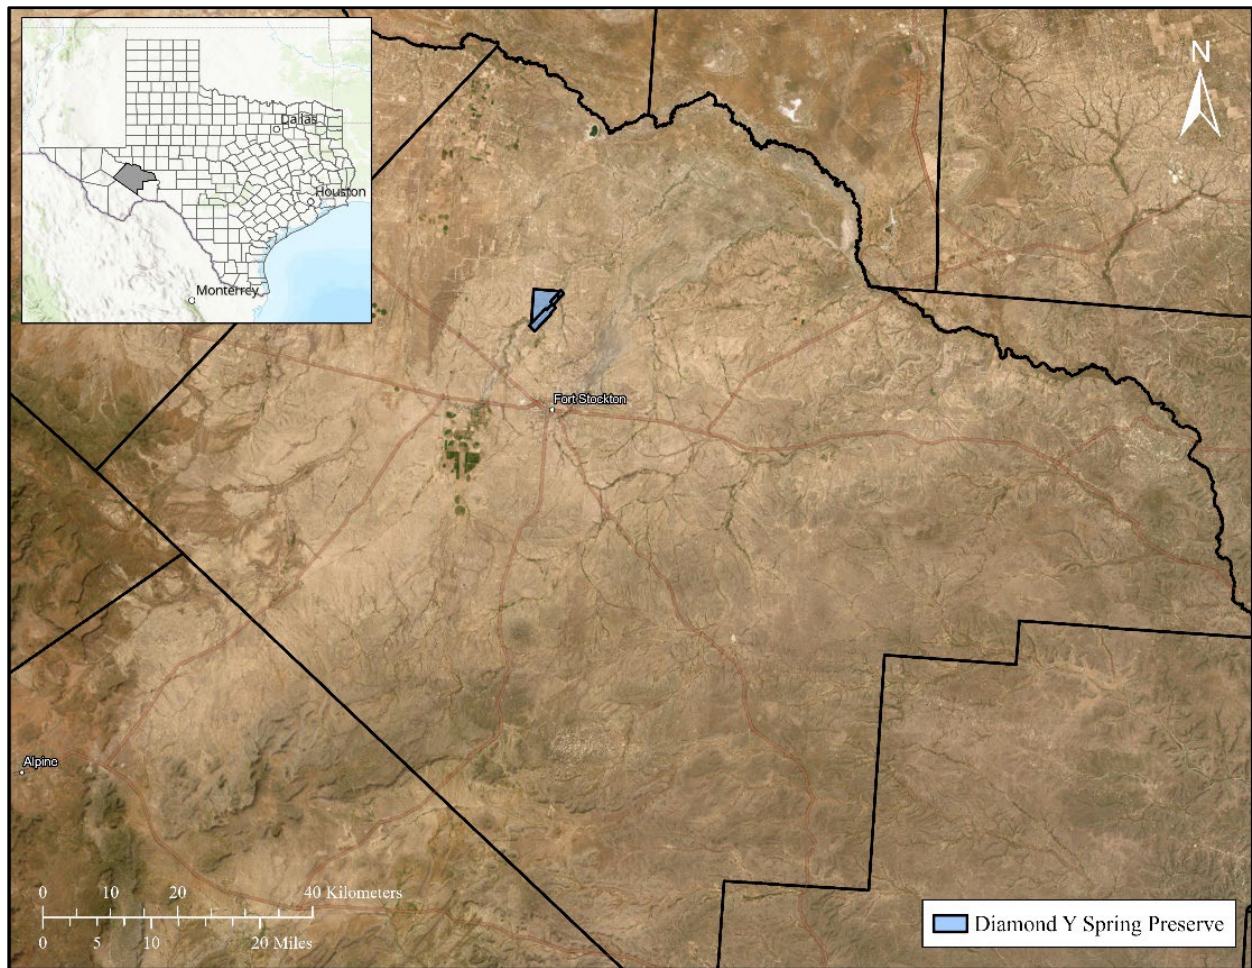 Dallas
Houston
Monterrey
N
Fort Stockton
Alpine
0 10 20 40 Kilometers
0 5 10 20 Miles
Diamond Y Spring Preserve